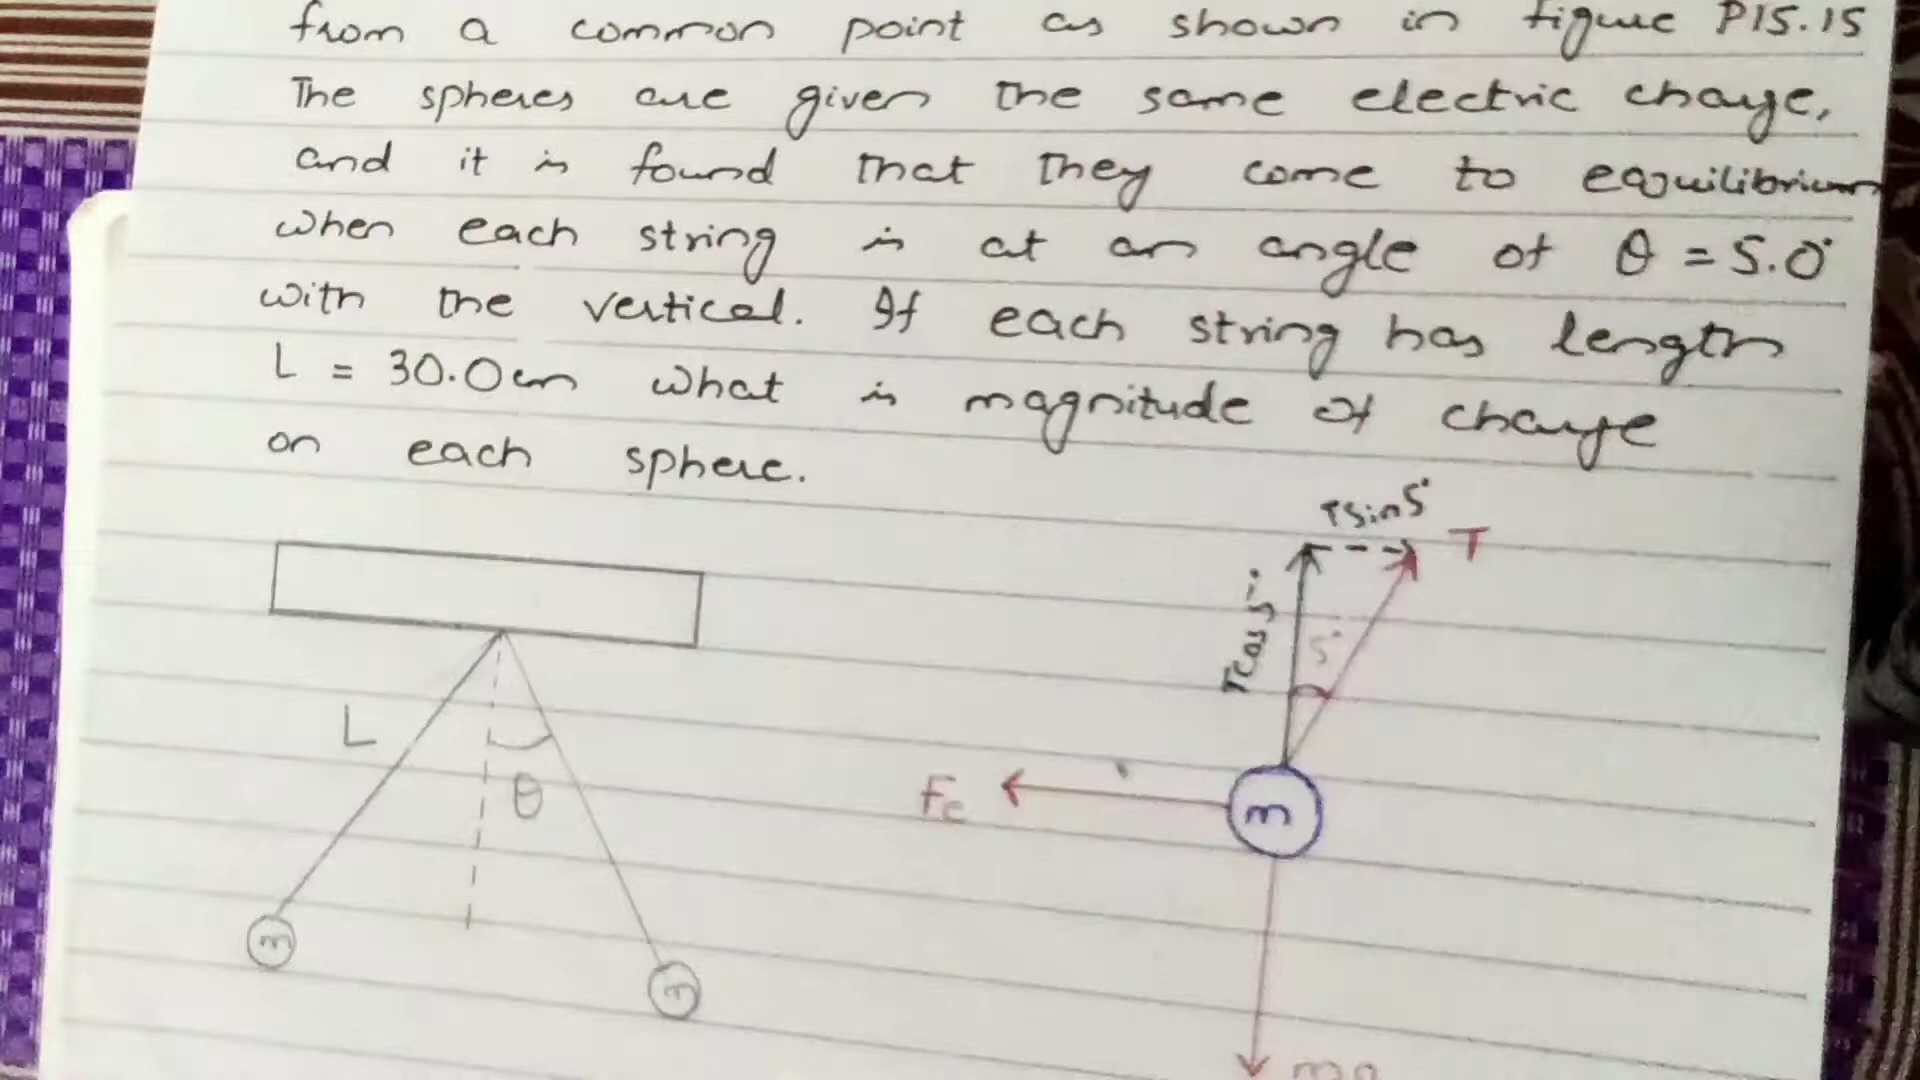 from a common point as shown in figure P15.15
The spheres are given the same electric charge,
and it is found that they come to equilibrium
when each string is at an angle of θ = 5.0°
with the vertical. If each string has length
L = 30.0cm what is magnitude of charge
on each sphere.
Tsin5°
T
Tcos5°
5°
L
θ
Fe
m
m
m
mg